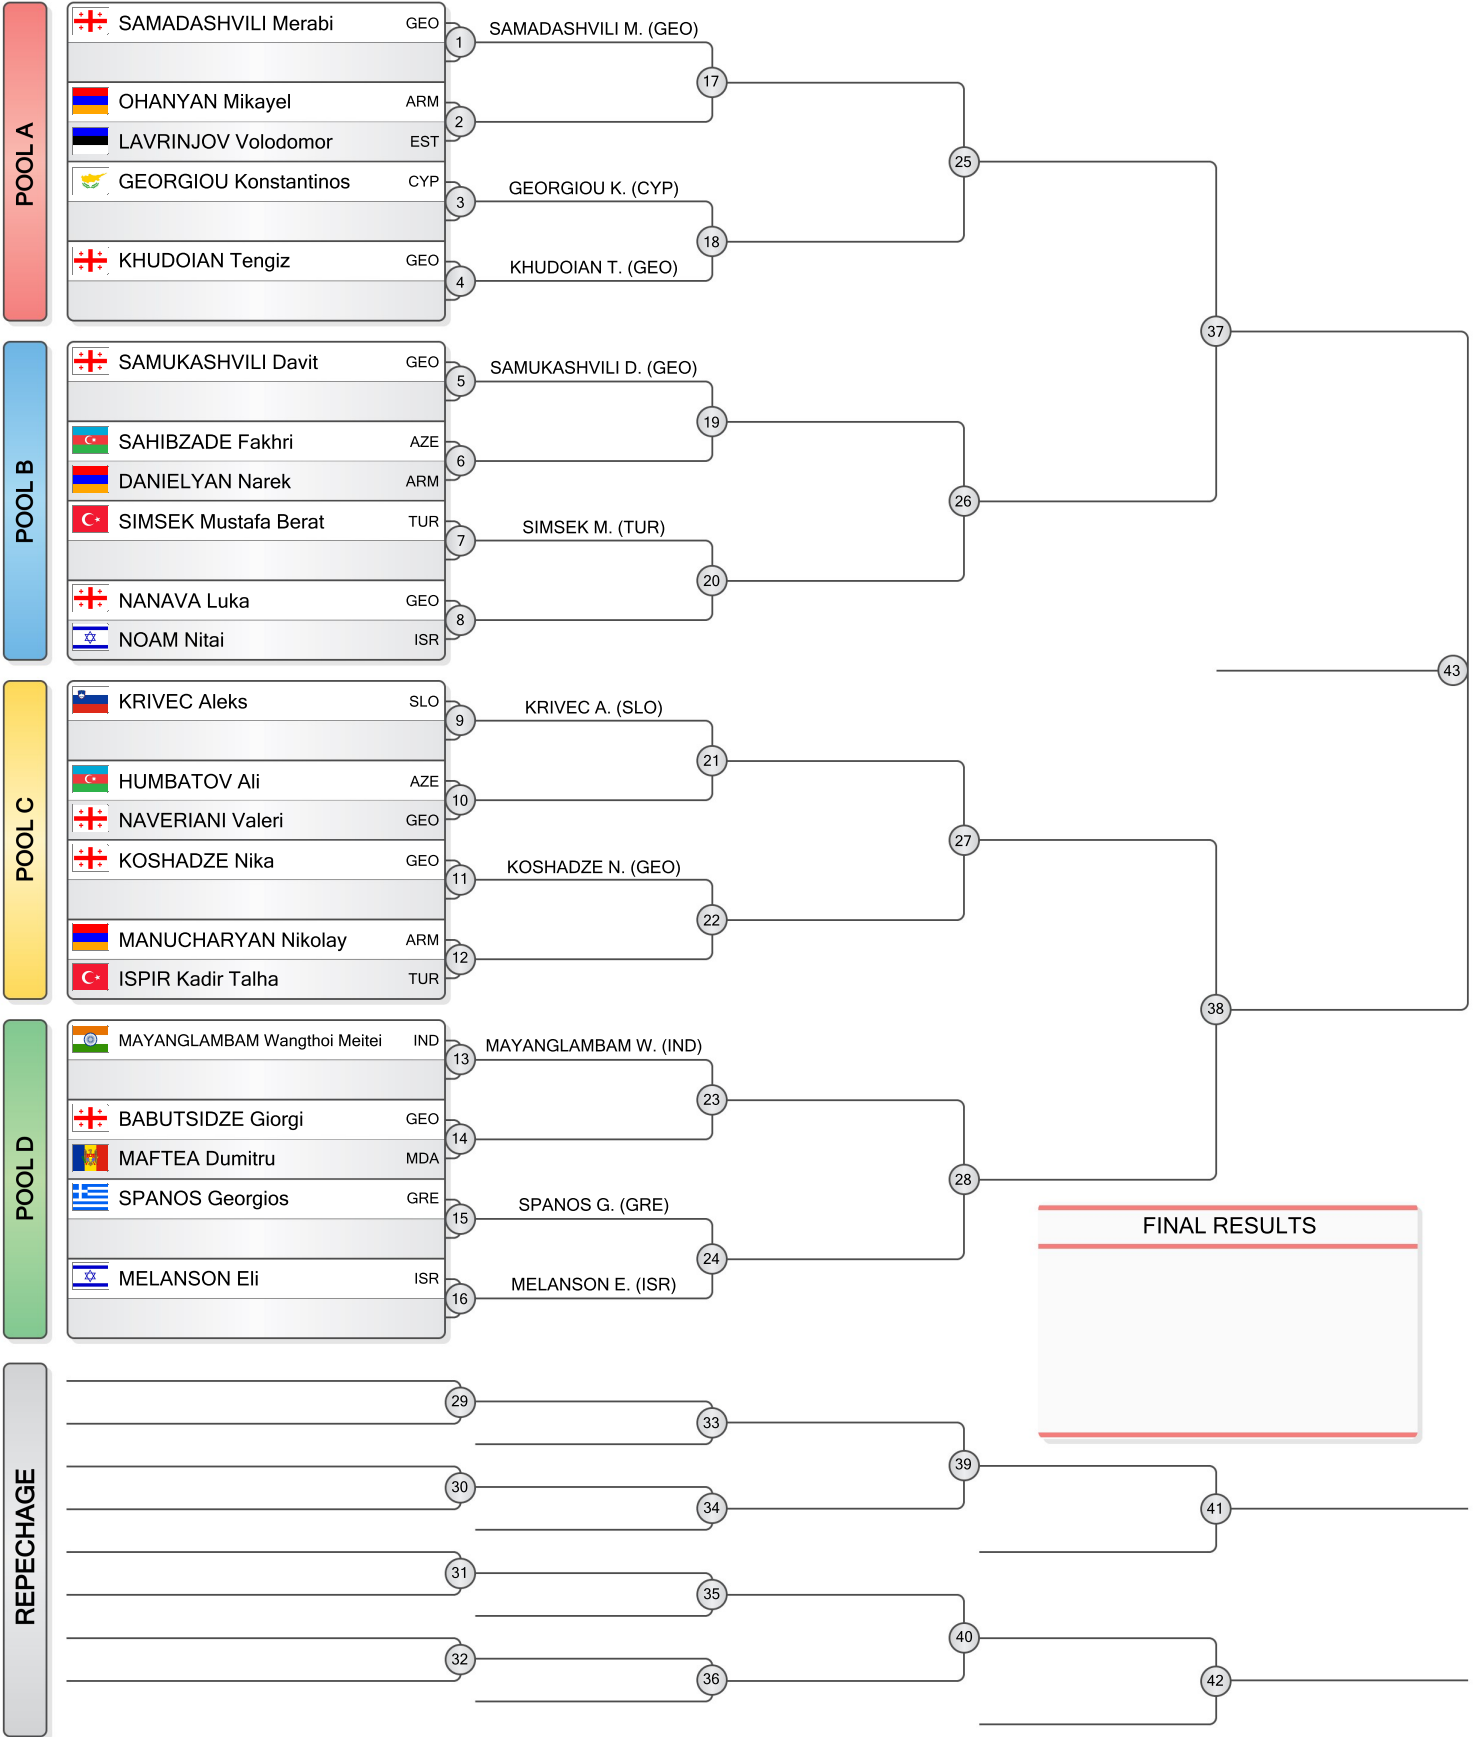 POOL A
SAMADASHVILI Merabi GEO
1
SAMADASHVILI M. (GEO)
17
OHANYAN Mikayel ARM
2
LAVRINJOV Volodomor EST
25
GEORGIOU Konstantinos CYP
3
GEORGIOU K. (CYP)
18
KHUDOIAN Tengiz GEO
4
KHUDOIAN T. (GEO)
37
POOL B
SAMUKASHVILI Davit GEO
5
SAMUKASHVILI D. (GEO)
19
SAHIBZADE Fakhri AZE
6
DANIELYAN Narek ARM
26
SIMSEK Mustafa Berat TUR
7
SIMSEK M. (TUR)
20
NANAVA Luka GEO
8
NOAM Nitai ISR
43
POOL C
KRIVEC Aleks SLO
9
KRIVEC A. (SLO)
21
HUMBATOV Ali AZE
10
NAVERIANI Valeri GEO
27
KOSHADZE Nika GEO
11
KOSHADZE N. (GEO)
22
MANUCHARYAN Nikolay ARM
12
ISPIR Kadir Talha TUR
38
POOL D
MAYANGLAMBAM Wangthoi Meitei IND
13
MAYANGLAMBAM W. (IND)
23
BABUTSIDZE Giorgi GEO
14
MAFTEA Dumitru MDA
28
SPANOS Georgios GRE
15
SPANOS G. (GRE)
24
MELANSON Eli ISR
16
MELANSON E. (ISR)
FINAL RESULTS
REPECHAGE
29
33
30
34
39
41
31
35
32
36
40
42